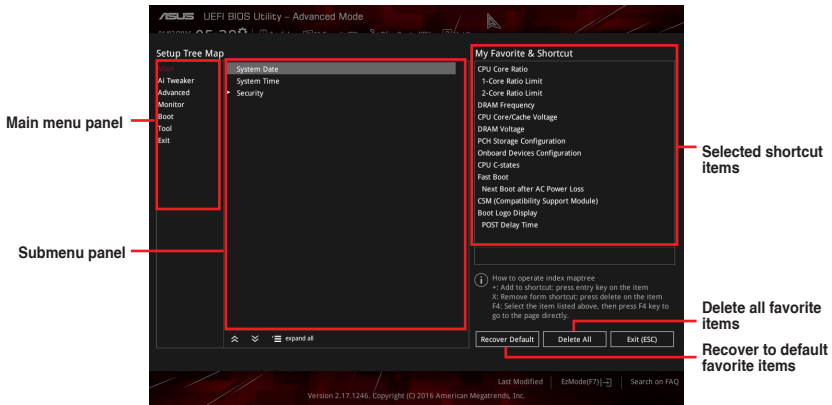 ASUS UEFI BIOS Utility – Advanced Mode
Setup Tree Map
My Favorite & Shortcut
Main
Ai Tweaker
Advanced
Monitor
Boot
Tool
Exit
System Date
System Time
Security
CPU Core Ratio
1-Core Ratio Limit
2-Core Ratio Limit
DRAM Frequency
CPU Core/Cache Voltage
DRAM Voltage
PCH Storage Configuration
Onboard Devices Configuration
CPU C-states
Fast Boot
Next Boot after AC Power Loss
CSM (Compatibility Support Module)
Boot Logo Display
POST Delay Time
Main menu panel
Submenu panel
Selected shortcut
items
How to operate index maptree
+: Add to shortcut: press entry key on the item
X: Remove form shortcut: press delete on the item
F4: Select the item listed above, then press F4 key to
go to the page directly.
Delete all favorite
items
expand all
Recover Default
Delete All
Exit (ESC)
Recover to default
favorite items
Last Modified
EzMode(F7)
Search on FAQ
Version 2.17.1246. Copyright (C) 2016 American Megatrends, Inc.